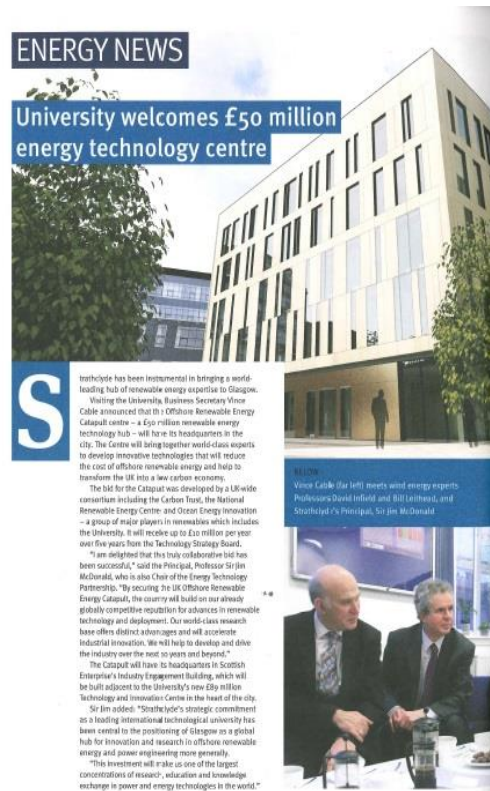 ENERGY NEWS
University welcomes £50 million
energy technology centre
S
trathclyde has been instrumental in bringing a world-
leading hub of renewable energy expertise to Glasgow.
Visiting the University, Business Secretary Vince
Cable announced that the Offshore Renewable Energy
Catapult centre – a £50 million renewable energy
technology hub – will have its headquarters in the
city. The Centre will bring together world-class experts
to develop innovative technologies that will reduce
the cost of offshore renewable energy and help to
transform the UK into a low carbon economy.
The bid for the Catapult was developed by a UK-wide
consortium including the Carbon Trust, the National
Renewable Energy Centre and Ocean Energy Innovation
– a group of major players in renewables which includes
the University. It will receive up to £10 million per year
over five years from the Technology Strategy Board.
"I am delighted that this truly collaborative bid has
been successful," said the Principal, Professor Sir Jim
McDonald, who is also Chair of the Energy Technology
Partnership. "By securing the UK Offshore Renewable
Energy Catapult, the country will build on our already
globally competitive reputation for advances in renewable
technology and deployment. Our world-class research
base offers distinct advantages and will accelerate
industrial innovation. We will help to develop and drive
the industry over the next 10 years and beyond."
The Catapult will have its headquarters in Scottish
Enterprise's Industry Engagement Building, which will
be built adjacent to the University's new £89 million
Technology and Innovation Centre in the heart of the city.
Sir Jim added: "Strathclyde's strategic commitment
as a leading international technological university has
been central to the positioning of Glasgow as a global
hub for innovation and research in offshore renewable
energy and power engineering more generally.
"This investment will make us one of the largest
concentrations of research, education and knowledge
exchange in power and energy technologies in the world."
BELOW
Vince Cable (far left) meets wind energy experts
Professors David Infield and Bill Leithead, and
Strathclyde's Principal, Sir Jim McDonald